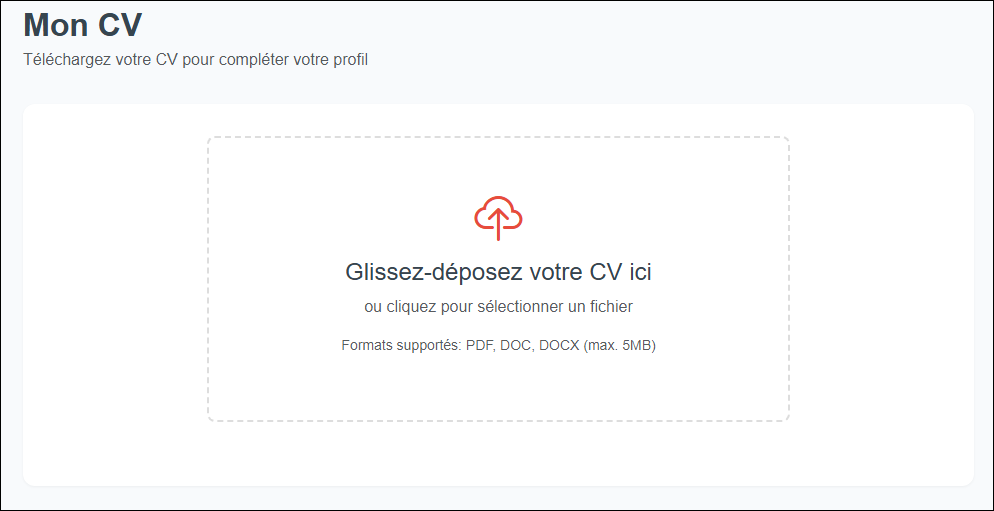 Mon CV
Téléchargez votre CV pour compléter votre profil
Glissez-déposez votre CV ici
ou cliquez pour sélectionner un fichier
Formats supportés: PDF, DOC, DOCX (max. 5MB)